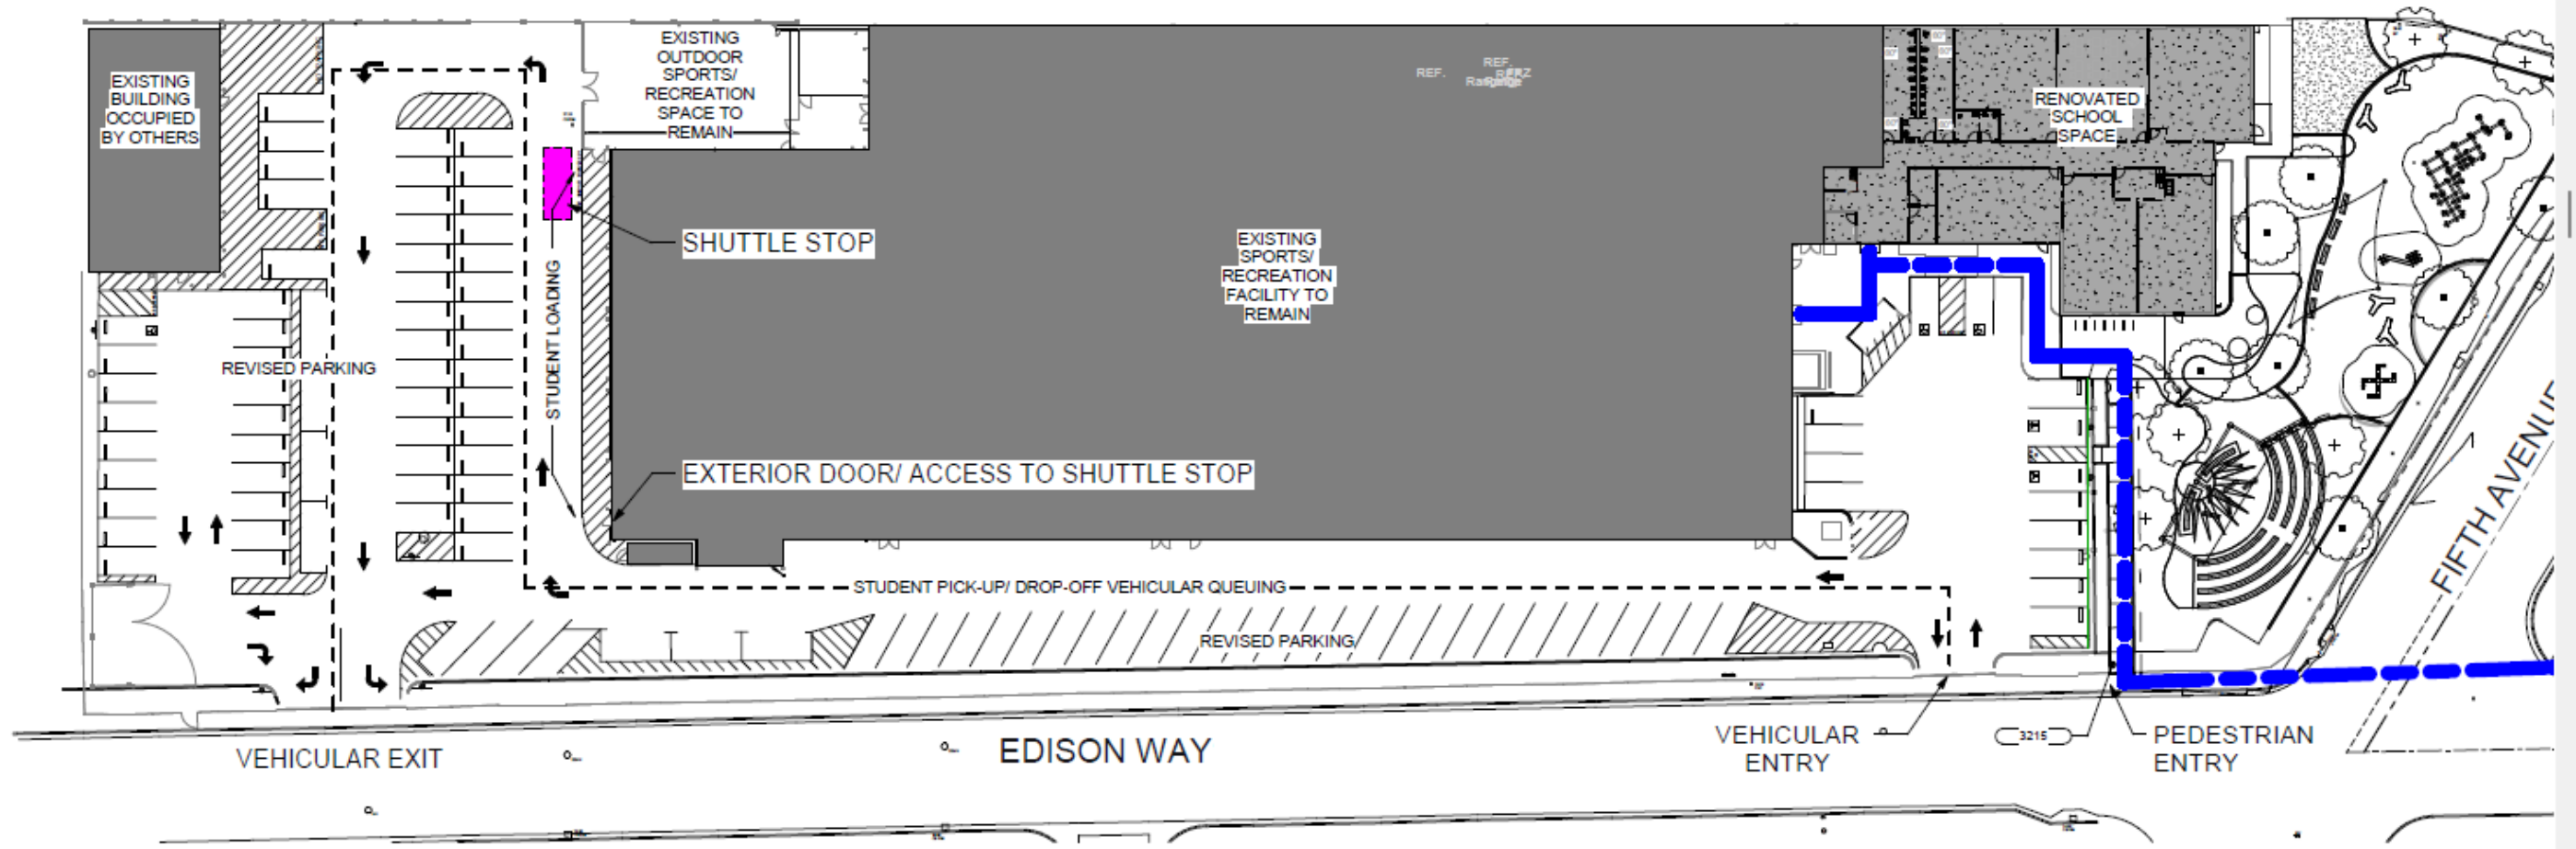 EXISTING
BUILDING
OCCUPIED
BY OTHERS
EXISTING
OUTDOOR
SPORTS/
RECREATION
SPACE TO
REMAIN
REF.
REF.
RENOVATED
SCHOOL
SPACE
SHUTTLE STOP
STUDENT LOADING
EXISTING
SPORTS/
RECREATION
FACILITY TO
REMAIN
REVISED PARKING
EXTERIOR DOOR/ ACCESS TO SHUTTLE STOP
STUDENT PICK-UP/ DROP-OFF VEHICULAR QUEUING
REVISED PARKING
FIFTH AVENUE
VEHICULAR EXIT
EDISON WAY
VEHICULAR
ENTRY
3215
PEDESTRIAN
ENTRY